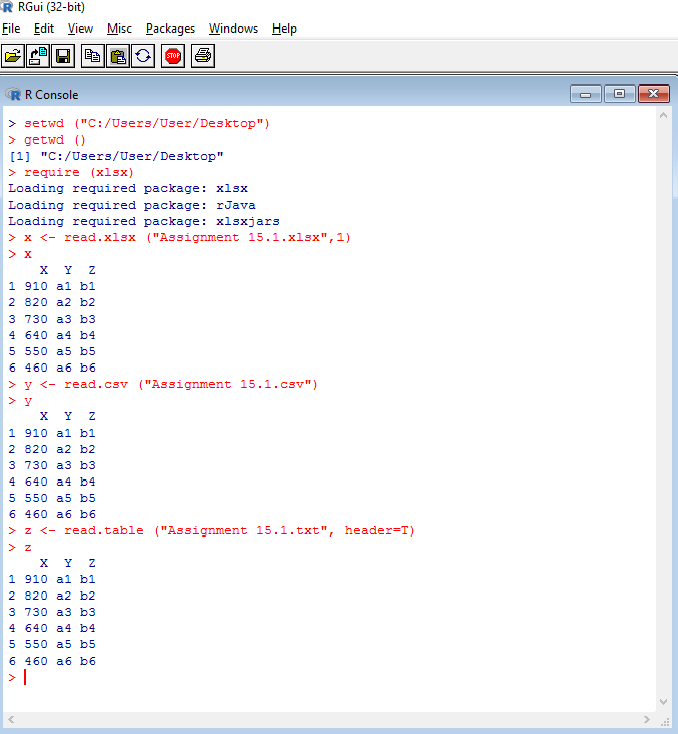 RGui (32-bit)
File Edit View Misc Packages Windows Help
STOP
R Console
> setwd ("C:/Users/User/Desktop")
> getwd ()
[1] "C:/Users/User/Desktop"
> require (xlsx)
Loading required package: xlsx
Loading required package: rJava
Loading required package: xlsxjars
> x <- read.xlsx ("Assignment 15.1.xlsx",1)
> x
    X  Y  Z
1 910 a1 b1
2 820 a2 b2
3 730 a3 b3
4 640 a4 b4
5 550 a5 b5
6 460 a6 b6
> y <- read.csv ("Assignment 15.1.csv")
> y
    X  Y  Z
1 910 a1 b1
2 820 a2 b2
3 730 a3 b3
4 640 a4 b4
5 550 a5 b5
6 460 a6 b6
> z <- read.table ("Assignment 15.1.txt", header=T)
> z
    X  Y  Z
1 910 a1 b1
2 820 a2 b2
3 730 a3 b3
4 640 a4 b4
5 550 a5 b5
6 460 a6 b6
>